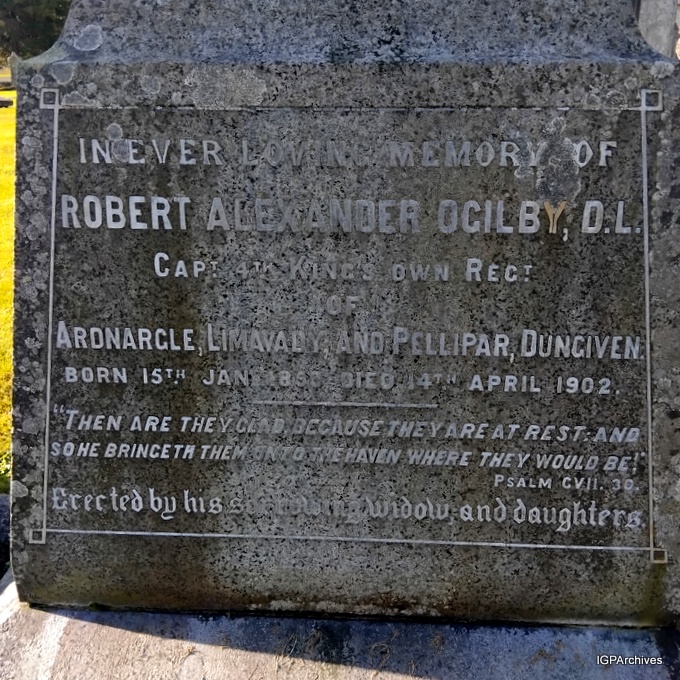 IN EVER LOVING MEMORY OF
ROBERT ALEXANDER OGILBY, D.L.
CAPT 4TH KING'S OWN REGT
OF
ARDNARGLE, LIMAVADY, AND PELLIPAR, DUNGIVEN.
BORN 15TH JAN. DIED 14TH APRIL 1902.
"THEN ARE THEY GLAD, BECAUSE THEY ARE AT REST: AND
SO HE BRINGETH THEM UNTO THE HAVEN WHERE THEY WOULD BE."
PSALM CVII. 30.
Erected by his sorrowing widow, and daughters.
IGPArchives